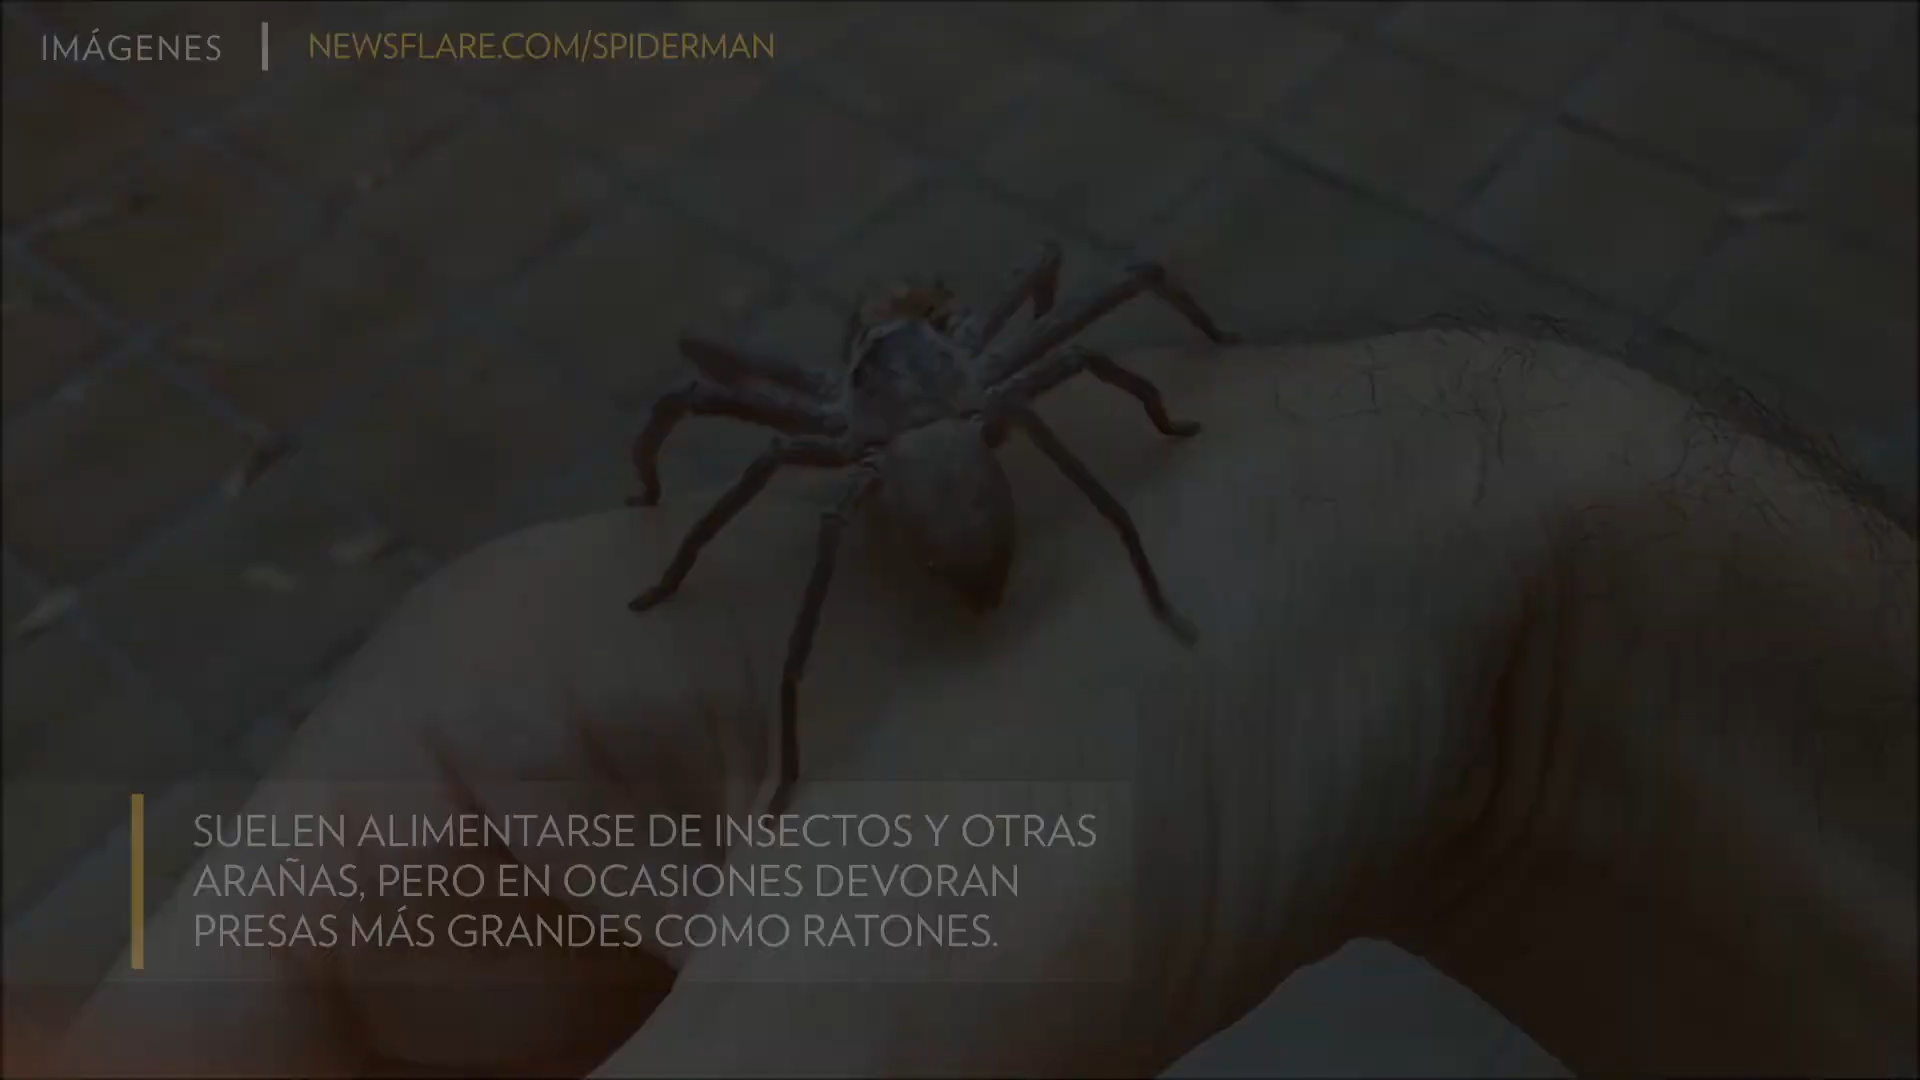 IMÁGENES | NEWSFLARE.COM/SPIDERMAN
SUELEN ALIMENTARSE DE INSECTOS Y OTRAS
ARAÑAS, PERO EN OCASIONES DEVORAN
PRESAS MÁS GRANDES COMO RATONES.